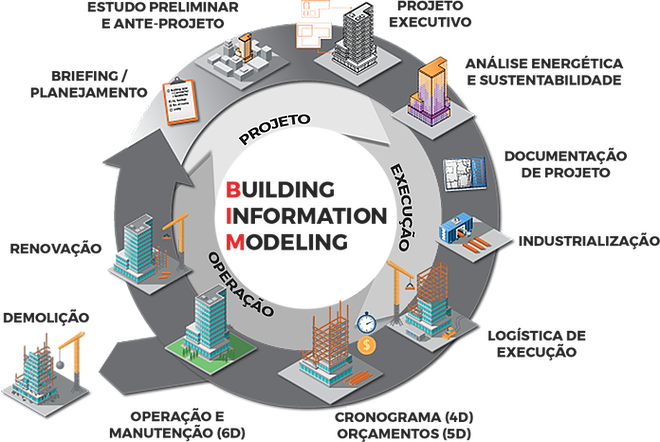 ESTUDO PRELIMINAR
E ANTE-PROJETO
PROJETO
EXECUTIVO
BRIEFING /
PLANEJAMENTO
ANÁLISE ENERGÉTICA
E SUSTENTABILIDADE
PROJETO
DOCUMENTAÇÃO
DE PROJETO
EXECUÇÃO
BUILDING
INFORMATION
MODELING
INDUSTRIALIZAÇÃO
RENOVAÇÃO
OPERAÇÃO
DEMOLIÇÃO
LOGÍSTICA DE
EXECUÇÃO
OPERAÇÃO E
MANUTENÇÃO (6D)
CRONOGRAMA (4D)
ORÇAMENTOS (5D)
$